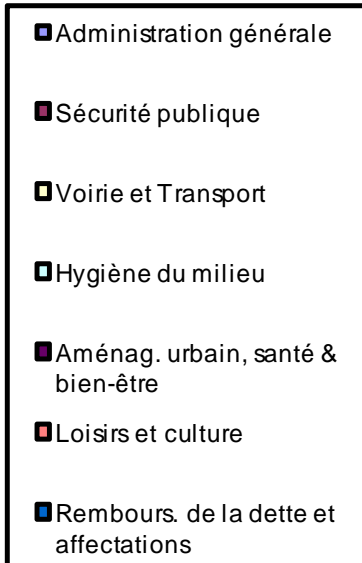 Administration générale
Sécurité publique
Voirie et Transport
Hygiène du milieu
Aménag. urbain, santé &
bien-être
Loisirs et culture
Rembours. de la dette et
affectations